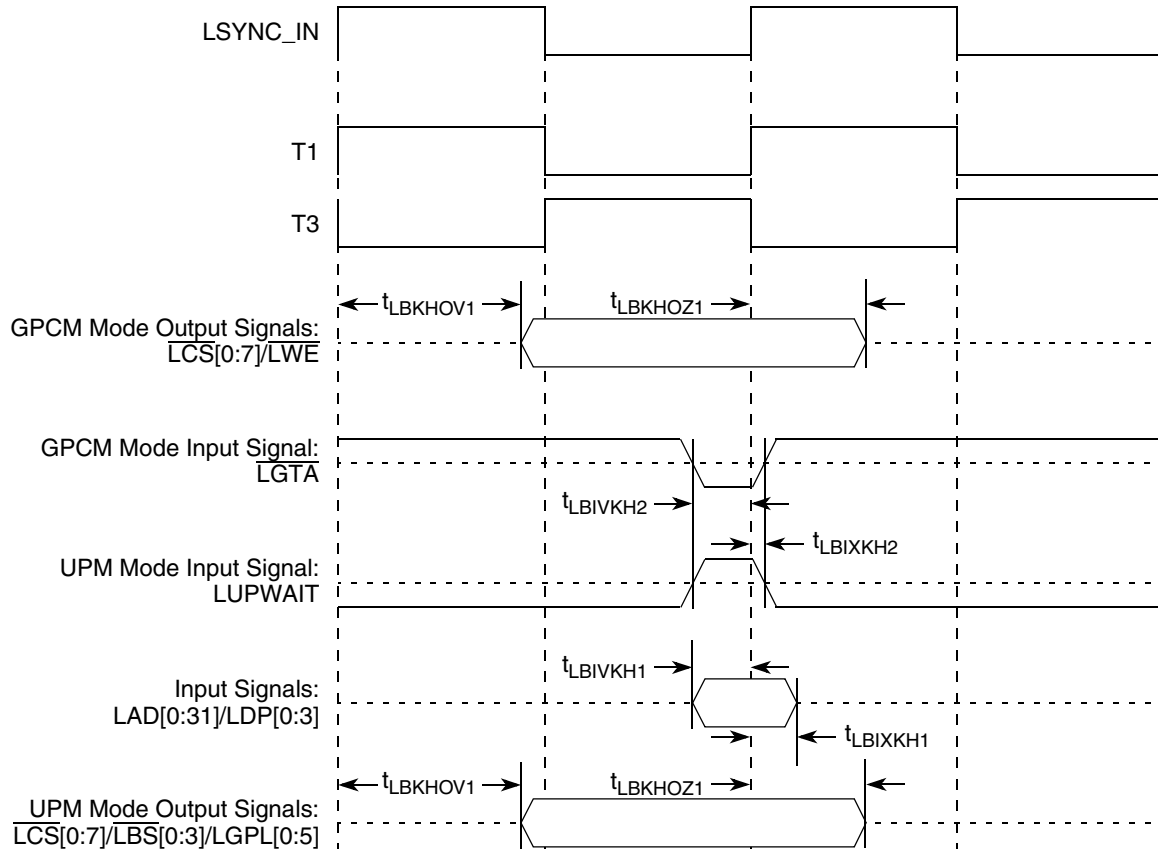 LSYNC_IN
T1
T3
tLBKHOV1
tLBKHOZ1
GPCM Mode Output Signals:
LCS[0:7]/LWE
GPCM Mode Input Signal:
LGTA
tLBIVKH2
tLBIXKH2
UPM Mode Input Signal:
LUPWAIT
tLBIVKH1
Input Signals:
LAD[0:31]/LDP[0:3]
tLBIXKH1
tLBKHOV1
tLBKHOZ1
UPM Mode Output Signals:
LCS[0:7]/LBS[0:3]/LGPL[0:5]